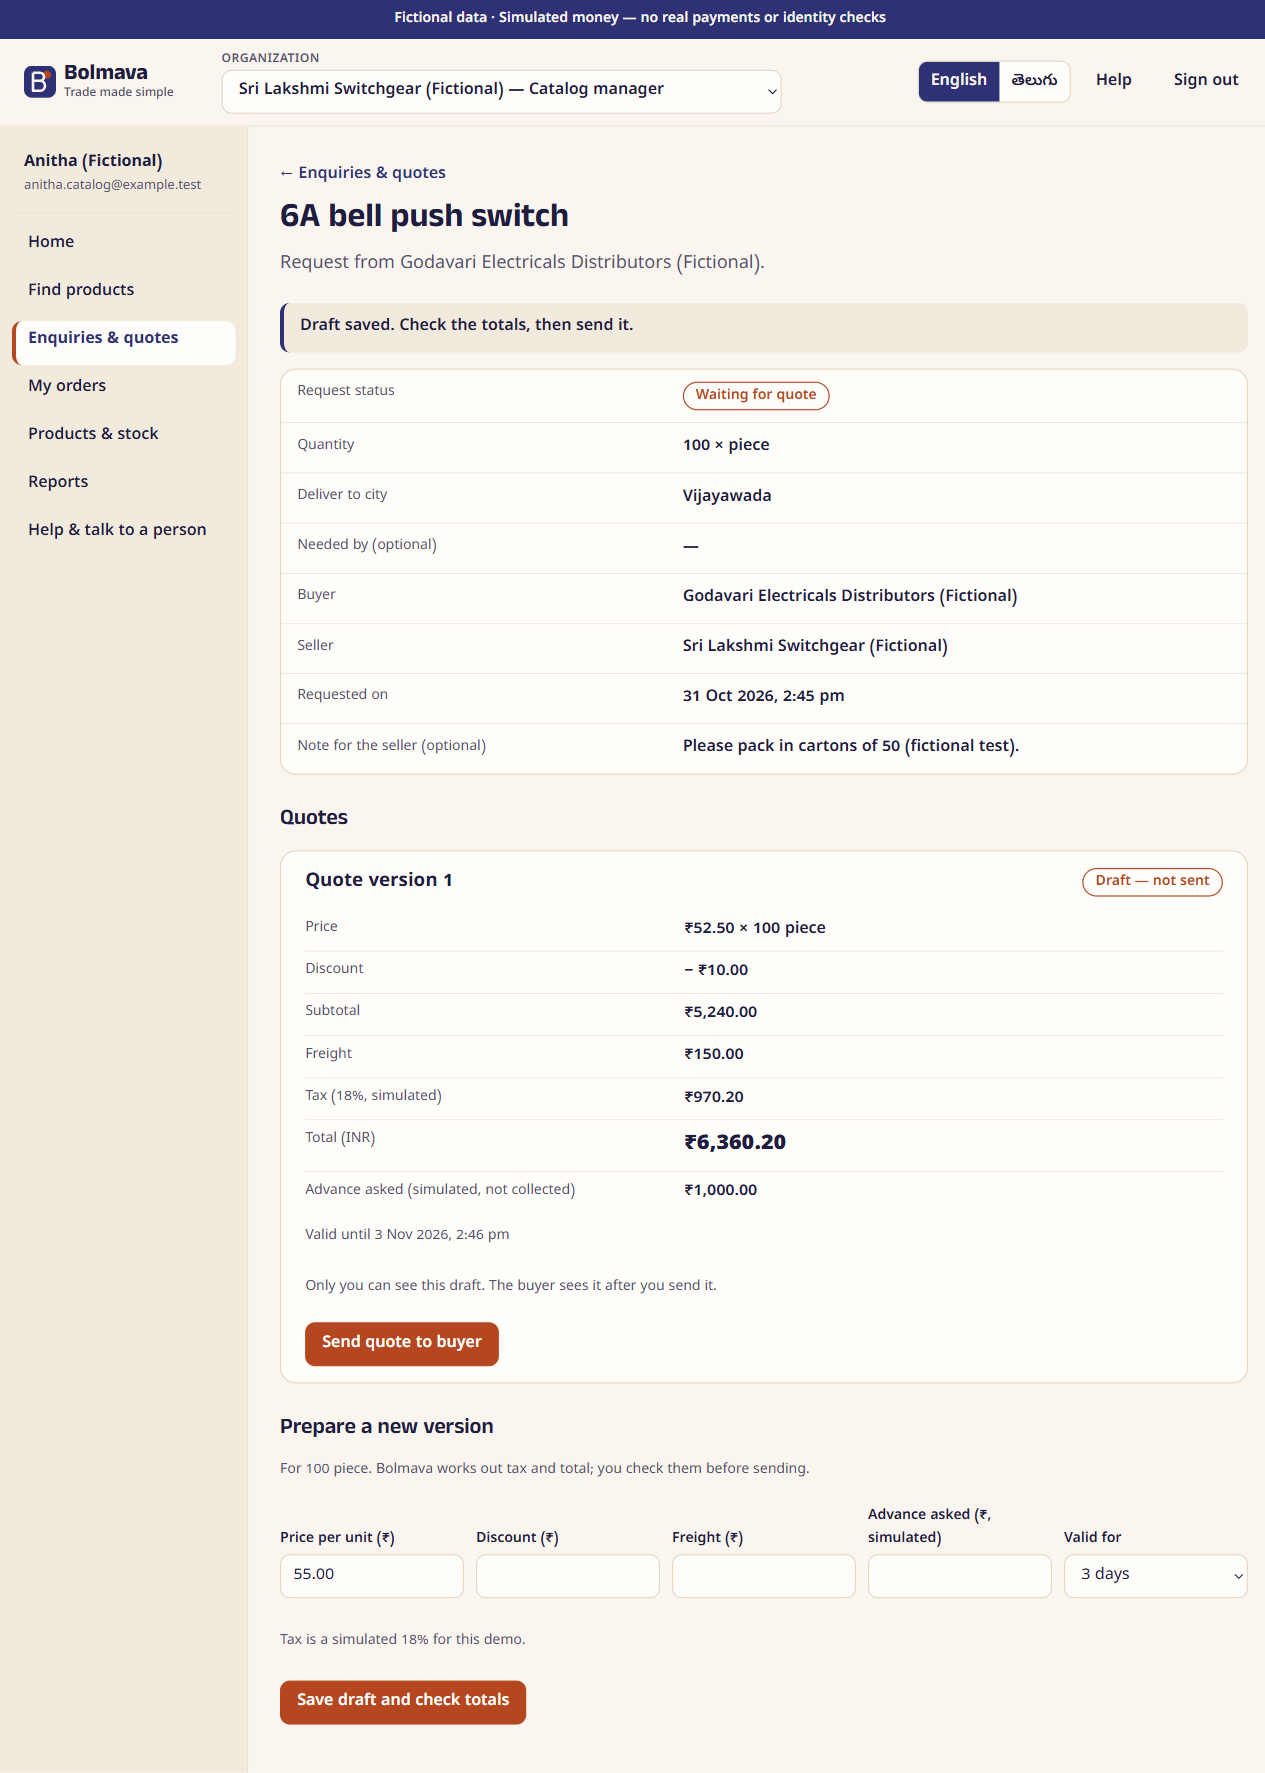 Fictional data · Simulated money — no real payments or identity checks
Bolmava
Trade made simple
ORGANIZATION
Sri Lakshmi Switchgear (Fictional) — Catalog manager
English
తెలుగు
Help
Sign out
Anitha (Fictional)
anitha.catalog@example.test
Home
Find products
Enquiries & quotes
My orders
Products & stock
Reports
Help & talk to a person
← Enquiries & quotes
6A bell push switch
Request from Godavari Electricals Distributors (Fictional).
Draft saved. Check the totals, then send it.
Request status Waiting for quote
Quantity 100 × piece
Deliver to city Vijayawada
Needed by (optional) —
Buyer Godavari Electricals Distributors (Fictional)
Seller Sri Lakshmi Switchgear (Fictional)
Requested on 31 Oct 2026, 2:45 pm
Note for the seller (optional) Please pack in cartons of 50 (fictional test).
Quotes
Quote version 1 Draft — not sent
Price ₹52.50 × 100 piece
Discount − ₹10.00
Subtotal ₹5,240.00
Freight ₹150.00
Tax (18%, simulated) ₹970.20
Total (INR) ₹6,360.20
Advance asked (simulated, not collected) ₹1,000.00
Valid until 3 Nov 2026, 2:46 pm
Only you can see this draft. The buyer sees it after you send it.
Send quote to buyer
Prepare a new version
For 100 piece. Bolmava works out tax and total; you check them before sending.
Price per unit (₹)
55.00
Discount (₹)
Freight (₹)
Advance asked (₹,
simulated)
Valid for
3 days
Tax is a simulated 18% for this demo.
Save draft and check totals